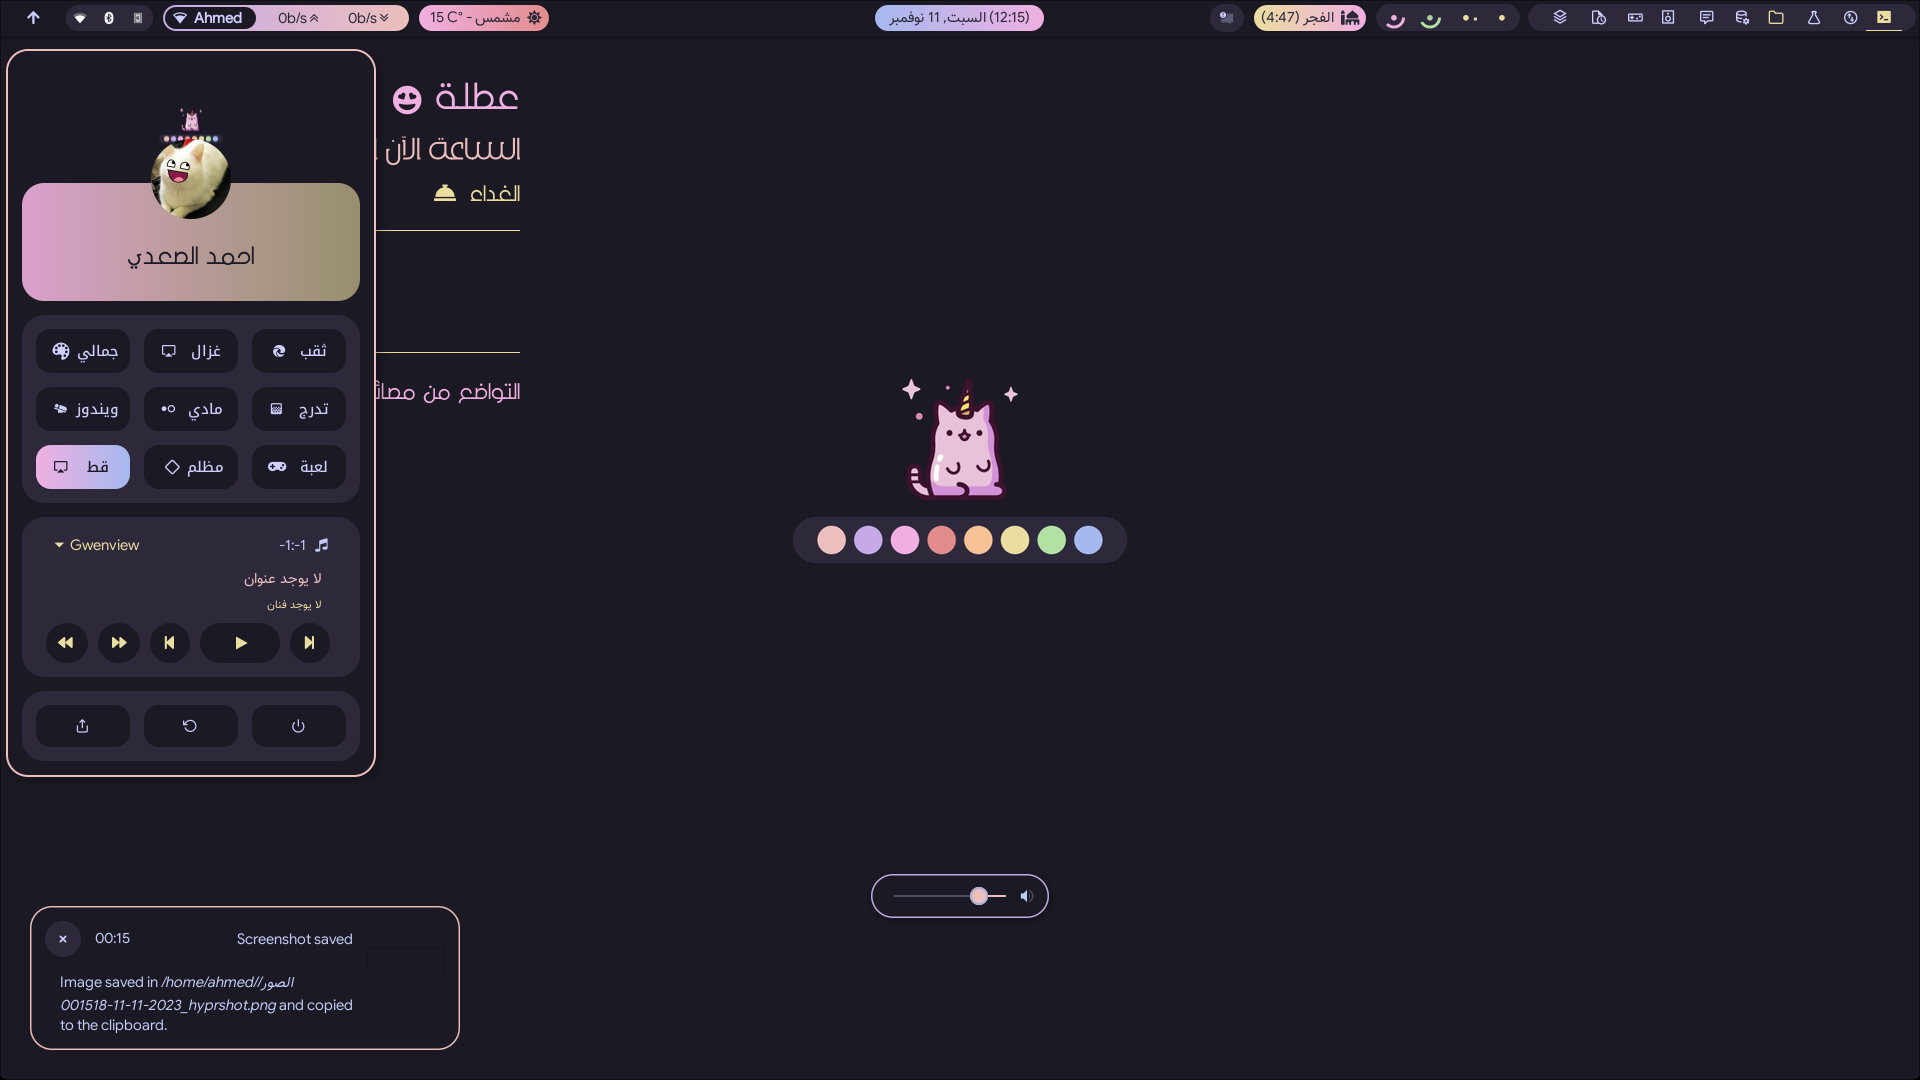 Ahmed
0b/s
0b/s
15 C° - مشمس
(12:15) السبت, 11 نوفمبر
الفجر (4:47)
عطلة
الساعة الآن
الغداء
احمد الصعدي
ثقب
غزال
جمالي
تدرج
مادي
ويندوز
لعبة
مظلم
قط
التواضع من
Gwenview
-1:-1
لا يوجد عنوان
لا يوجد فنان
00:15
Screenshot saved
Image saved in /home/ahmed//الصور
001518-11-11-2023_hyprshot.png and copied
to the clipboard.